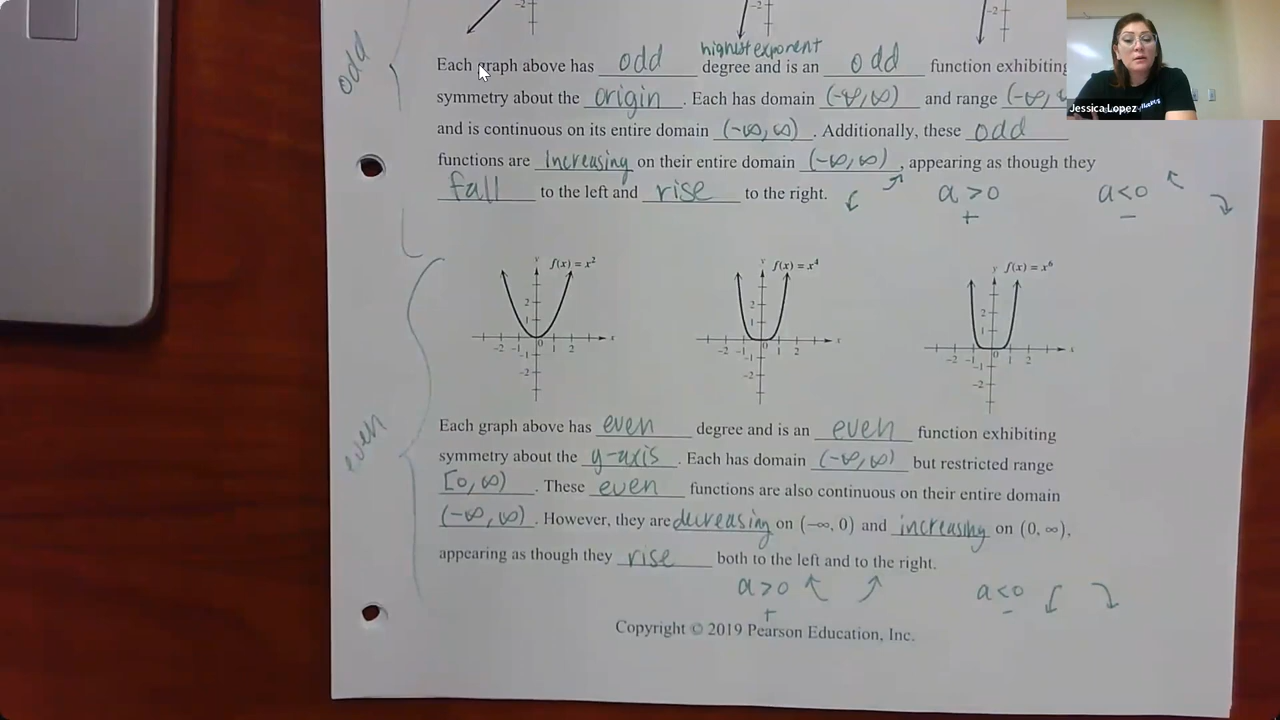 highest exponent
Each graph above has odd degree and is an odd function exhibiting
symmetry about the origin . Each has domain (-∞,∞) and range (-∞,
Jessica Lopez
and is continuous on its entire domain (-∞,∞) . Additionally, these odd
functions are increasing on their entire domain (-∞,∞) , appearing as though they
fall to the left and rise to the right. ↙ ↗ a>0 a<0 ↖ ↘
+ −
odd
f(x) = x² f(x) = x⁴ f(x) = x⁶
even
Each graph above has even degree and is an even function exhibiting
symmetry about the y-axis . Each has domain (-∞,∞) but restricted range
[0,∞) . These even functions are also continuous on their entire domain
(-∞,∞) . However, they are decreasing on (−∞, 0) and increasing on (0, ∞),
appearing as though they rise both to the left and to the right.
a>0 ↖ ↗ a<0 ↙ ↘
+ −
Copyright © 2019 Pearson Education, Inc.